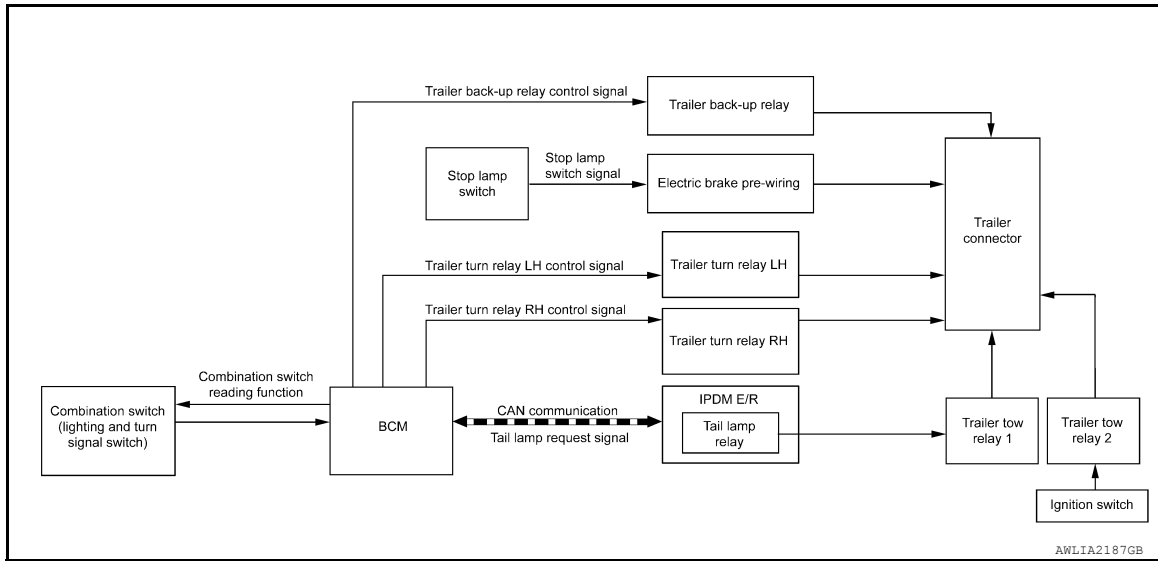 Trailer back-up relay control signal
Trailer back-up relay
Stop lamp
switch
Stop lamp
switch signal
Electric brake pre-wiring
Trailer
connector
Trailer turn relay LH control signal
Trailer turn relay LH
Trailer turn relay RH control signal
Trailer turn relay RH
Combination switch
(lighting and turn
signal switch)
Combination switch
reading function
BCM
CAN communication
Tail lamp request signal
IPDM E/R
Tail lamp
relay
Trailer tow
relay 1
Trailer tow
relay 2
Ignition switch
AWLIA2187GB